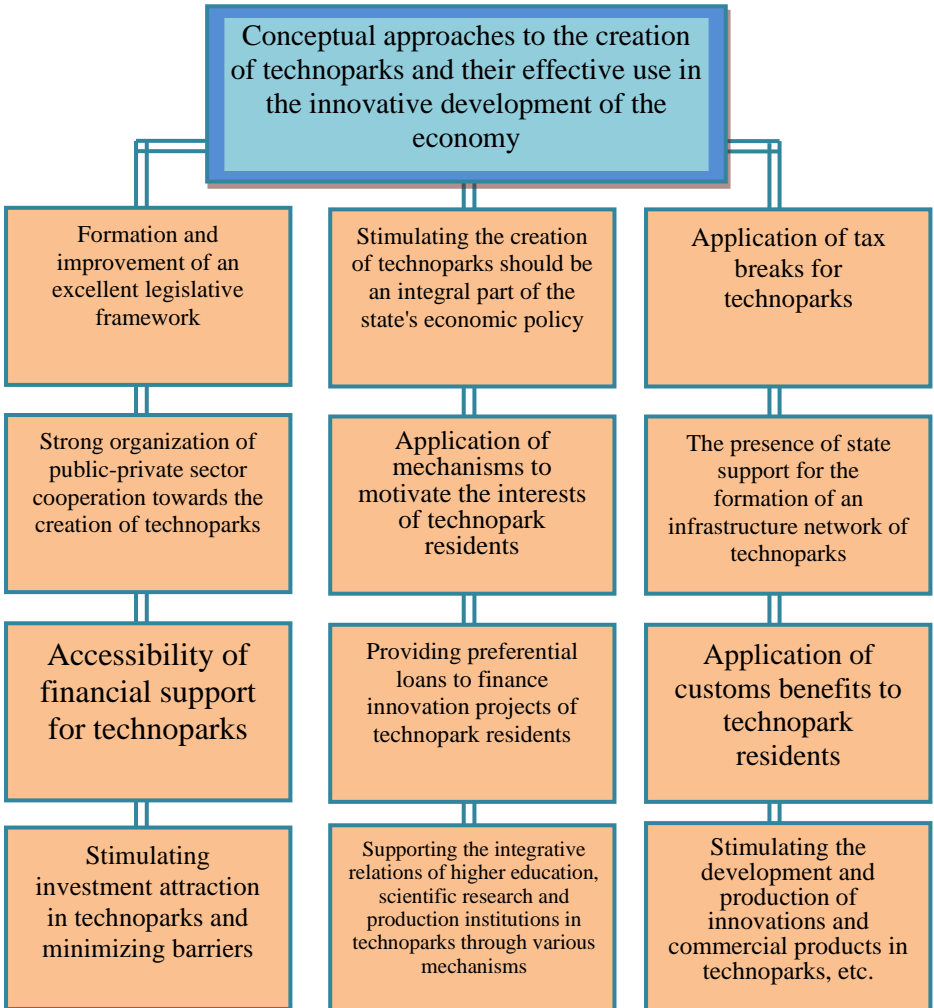 Conceptual approaches to the creation
of technoparks and their effective use in
the innovative development of the
economy
Formation and
improvement of an
excellent legislative
framework
Stimulating the creation
of technoparks should be
an integral part of the
state's economic policy
Application of tax
breaks for
technoparks
Strong organization of
public-private sector
cooperation towards the
creation of technoparks
Application of
mechanisms to
motivate the interests
of technopark
residents
The presence of state
support for the
formation of an
infrastructure network of
technoparks
Accessibility of
financial support
for technoparks
Providing preferential
loans to finance
innovation projects of
technopark residents
Application of
customs benefits to
technopark
residents
Stimulating
investment attraction
in technoparks and
minimizing barriers
Supporting the integrative
relations of higher education,
scientific research and
production institutions in
technoparks through various
mechanisms
Stimulating the
development and
production of
innovations and
commercial products in
technoparks, etc.